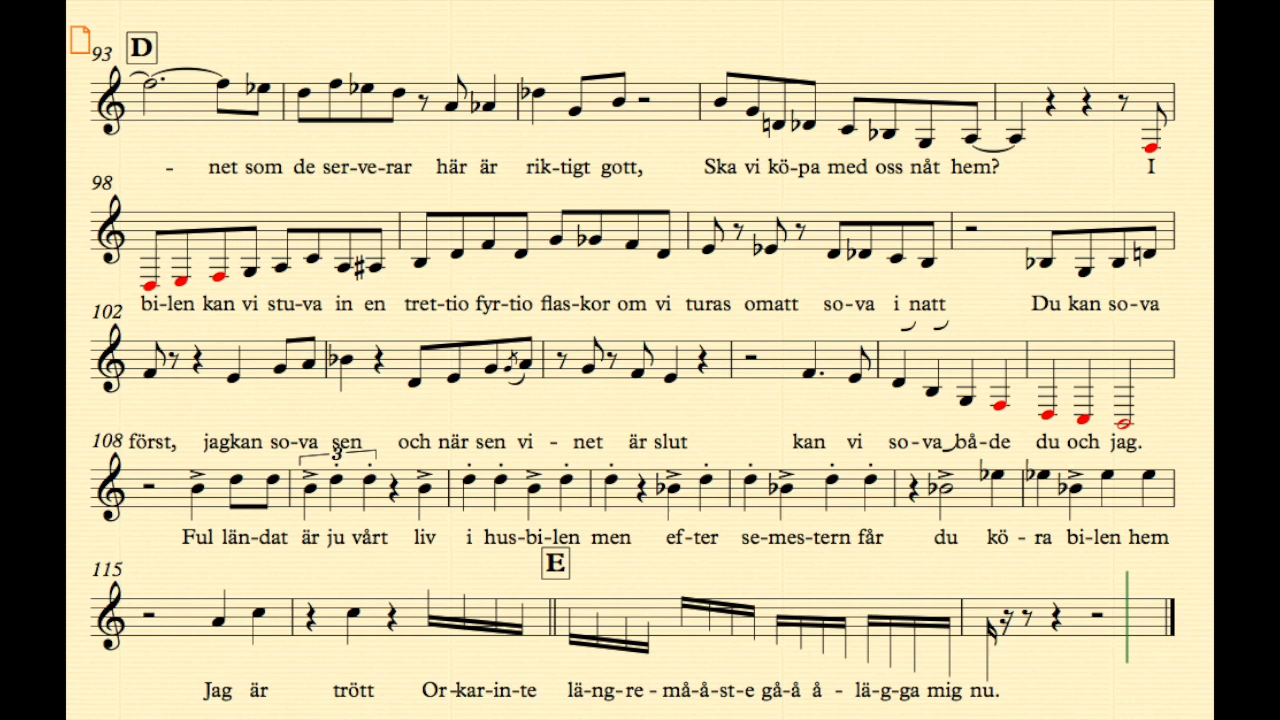 93 D
- net som de ser-ve-rar här är rik-tigt gott, Ska vi kö-pa med oss nåt hem? I
98
bi-len kan vi stu-va in en tret-tio fyr-tio flas-kor om vi turas omatt so-va i natt Du kan so-va
102
först, jagkan so-va sen och när sen vi - net är slut kan vi so-va bå-de du och jag.
108
3
Ful län-dat är ju vårt liv i hus-bi-len men ef-ter se-mes-tern får du kö - ra bi-len hem
115 E
Jag är trött Or-kar-in-te läng-re - må-å-st-e gå-å å - lä-g-ga mig nu.